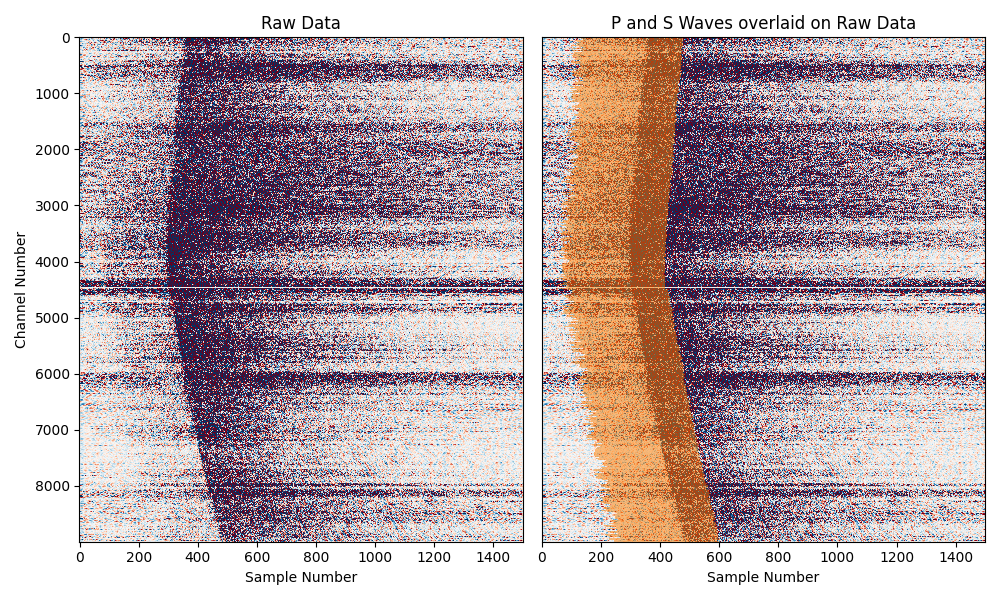 Raw Data
P and S Waves overlaid on Raw Data
Channel Number
0
1000
2000
3000
4000
5000
6000
7000
8000
0 200 400 600 800 1000 1200 1400
0 200 400 600 800 1000 1200 1400
Sample Number
Sample Number